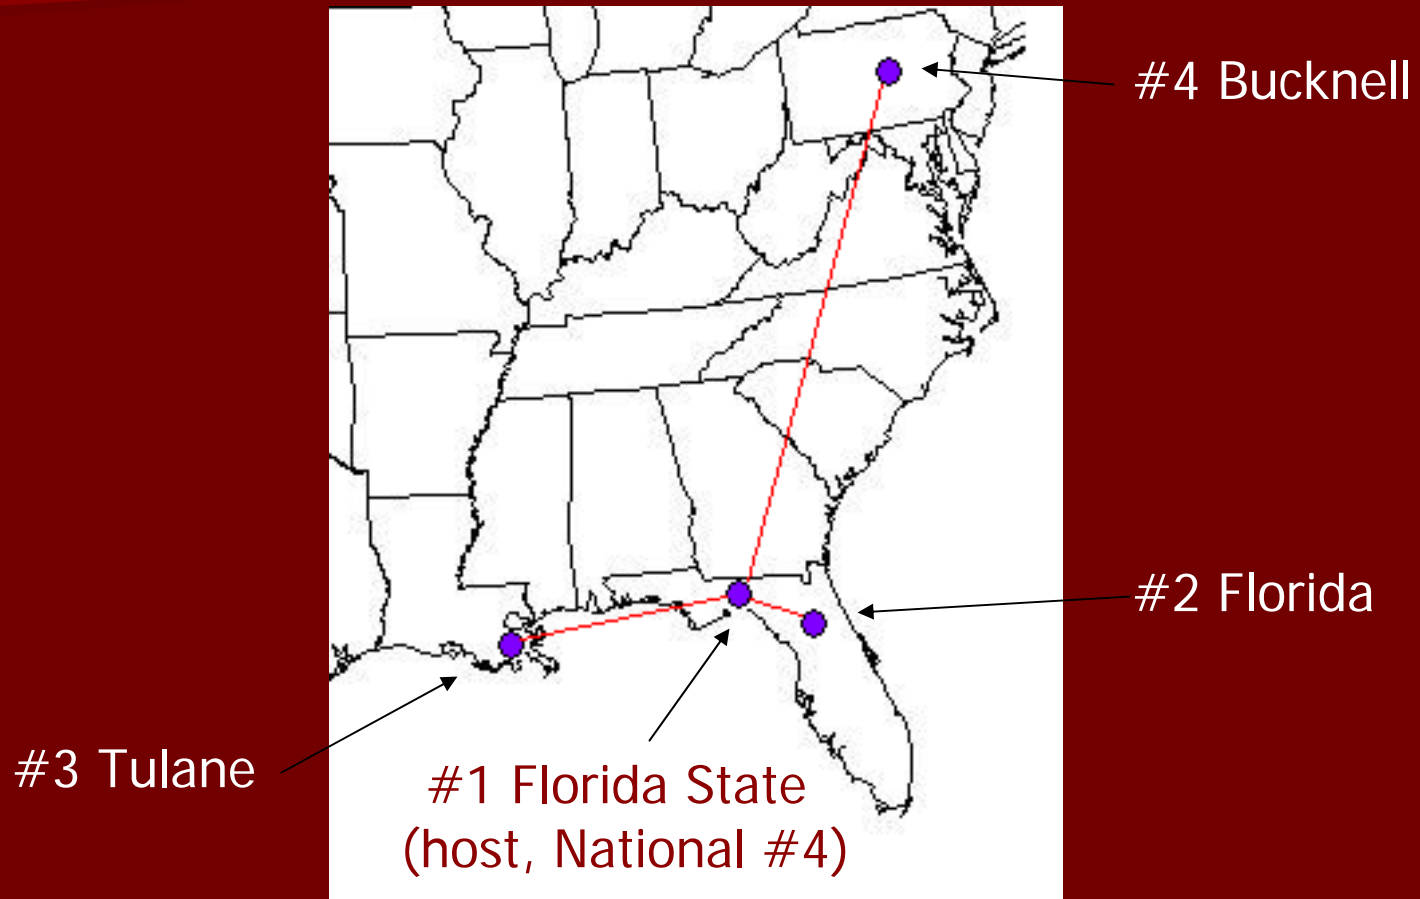 #4 Bucknell
#2 Florida
#3 Tulane
#1 Florida State
(host, National #4)